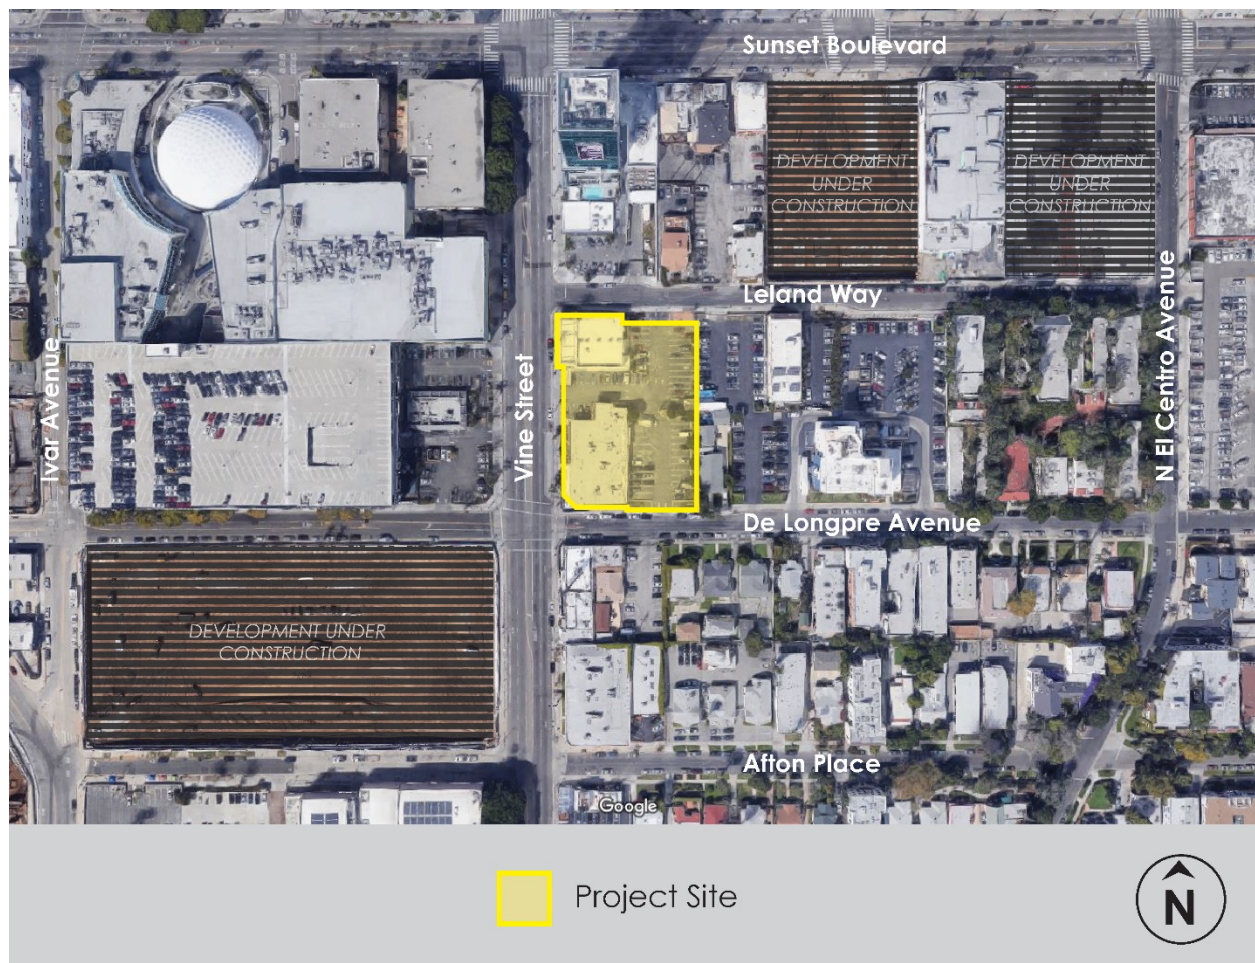 Sunset Boulevard
DEVELOPMENT
UNDER
CONSTRUCTION
DEVELOPMENT
UNDER
CONSTRUCTION
Leland Way
Ivar Avenue
Vine Street
N El Centro Avenue
De Longpre Avenue
DEVELOPMENT UNDER
CONSTRUCTION
Afton Place
Google
Project Site
N